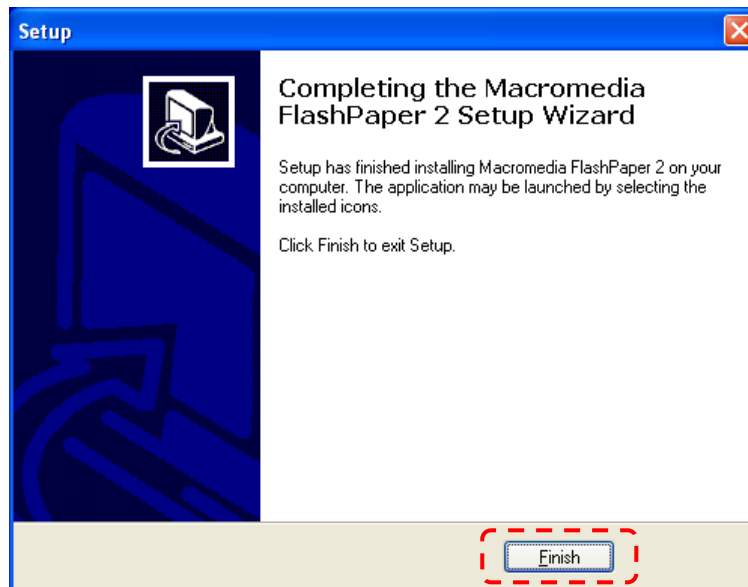 Setup
Completing the Macromedia
FlashPaper 2 Setup Wizard
Setup has finished installing Macromedia FlashPaper 2 on your
computer. The application may be launched by selecting the
installed icons.
Click Finish to exit Setup.
Finish